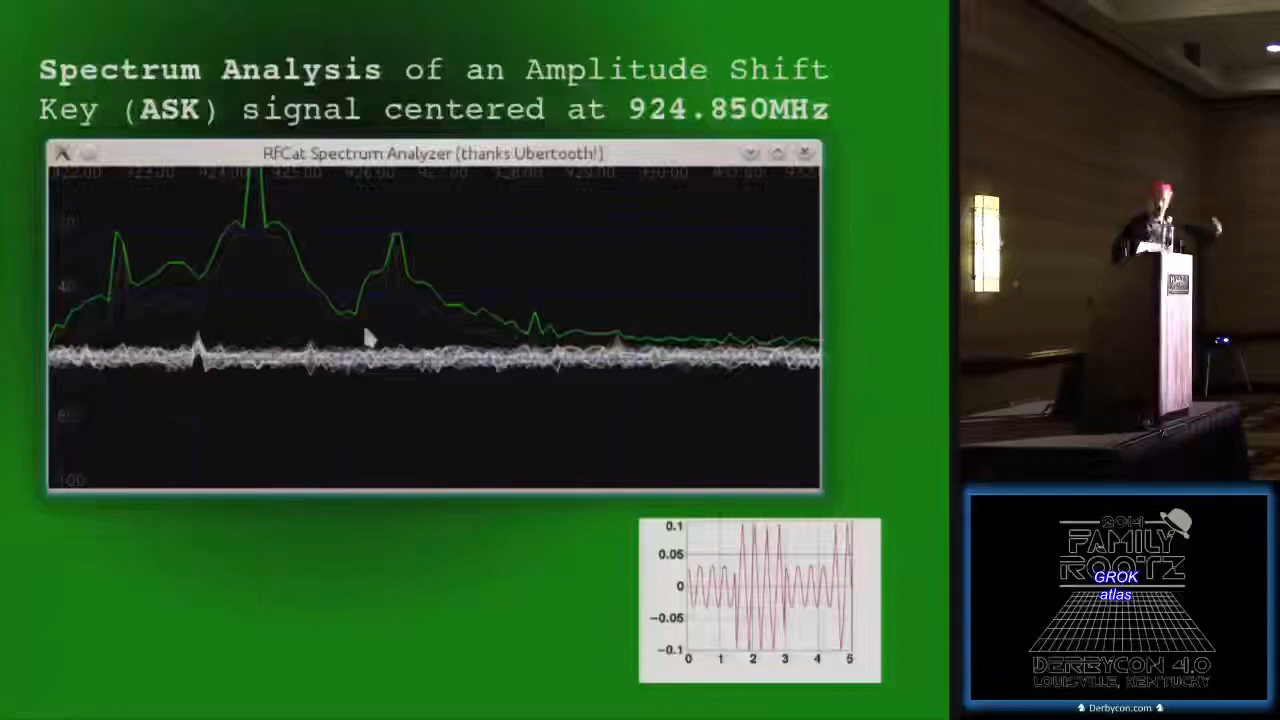 Spectrum Analysis of an Amplitude Shift
Key (ASK) signal centered at 924.850MHz
RfCat Spectrum Analyzer (thanks Ubertooth!)
0.1
0.05
0
-0.05
-0.1
0 1 2 3 4 5
2014
FAMILY
ROOTZ
GROK
atlas
DERBYCON 4.0
LOUISVILLE, KENTUCKY
Derbycon.com